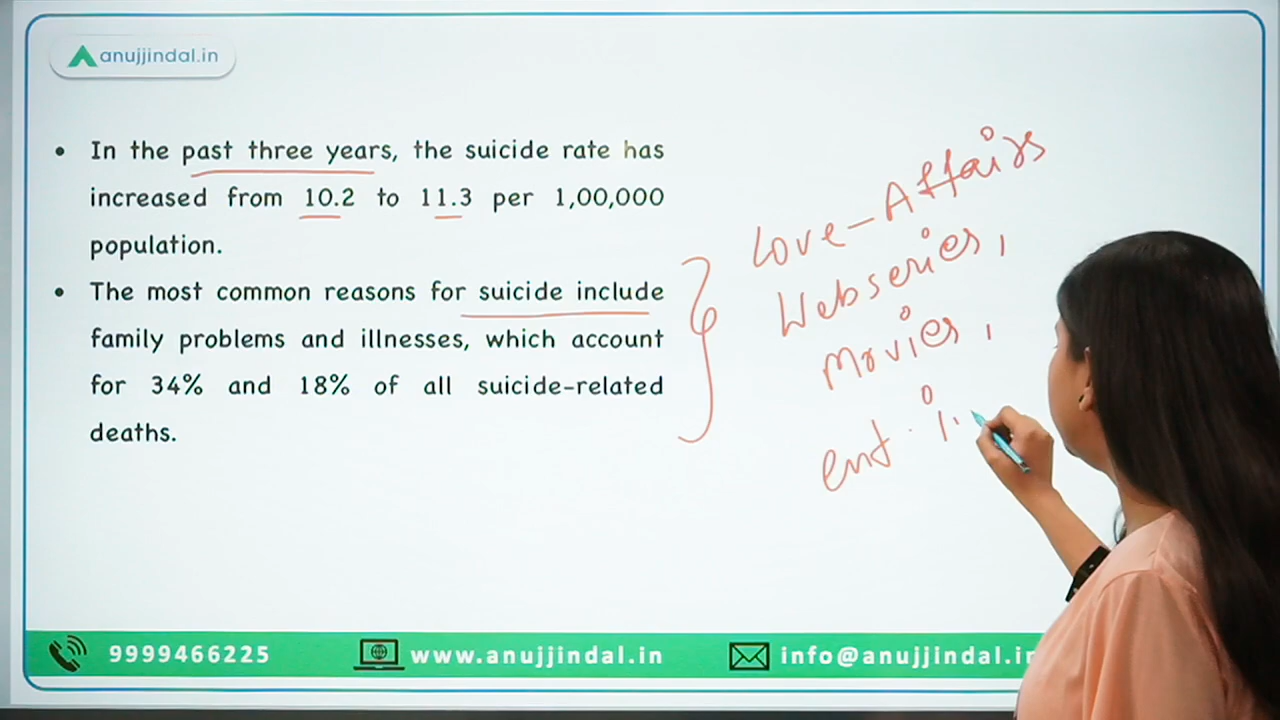 anujjindal.in
• In the past three years, the suicide rate has
increased from 10.2 to 11.3 per 1,00,000
population.
• The most common reasons for suicide include
family problems and illnesses, which account
for 34% and 18% of all suicide-related
deaths.
Love-Affairs
Webseries,
Movies,
ent.
9999466225
www.anujjindal.in
info@anujjindal.in